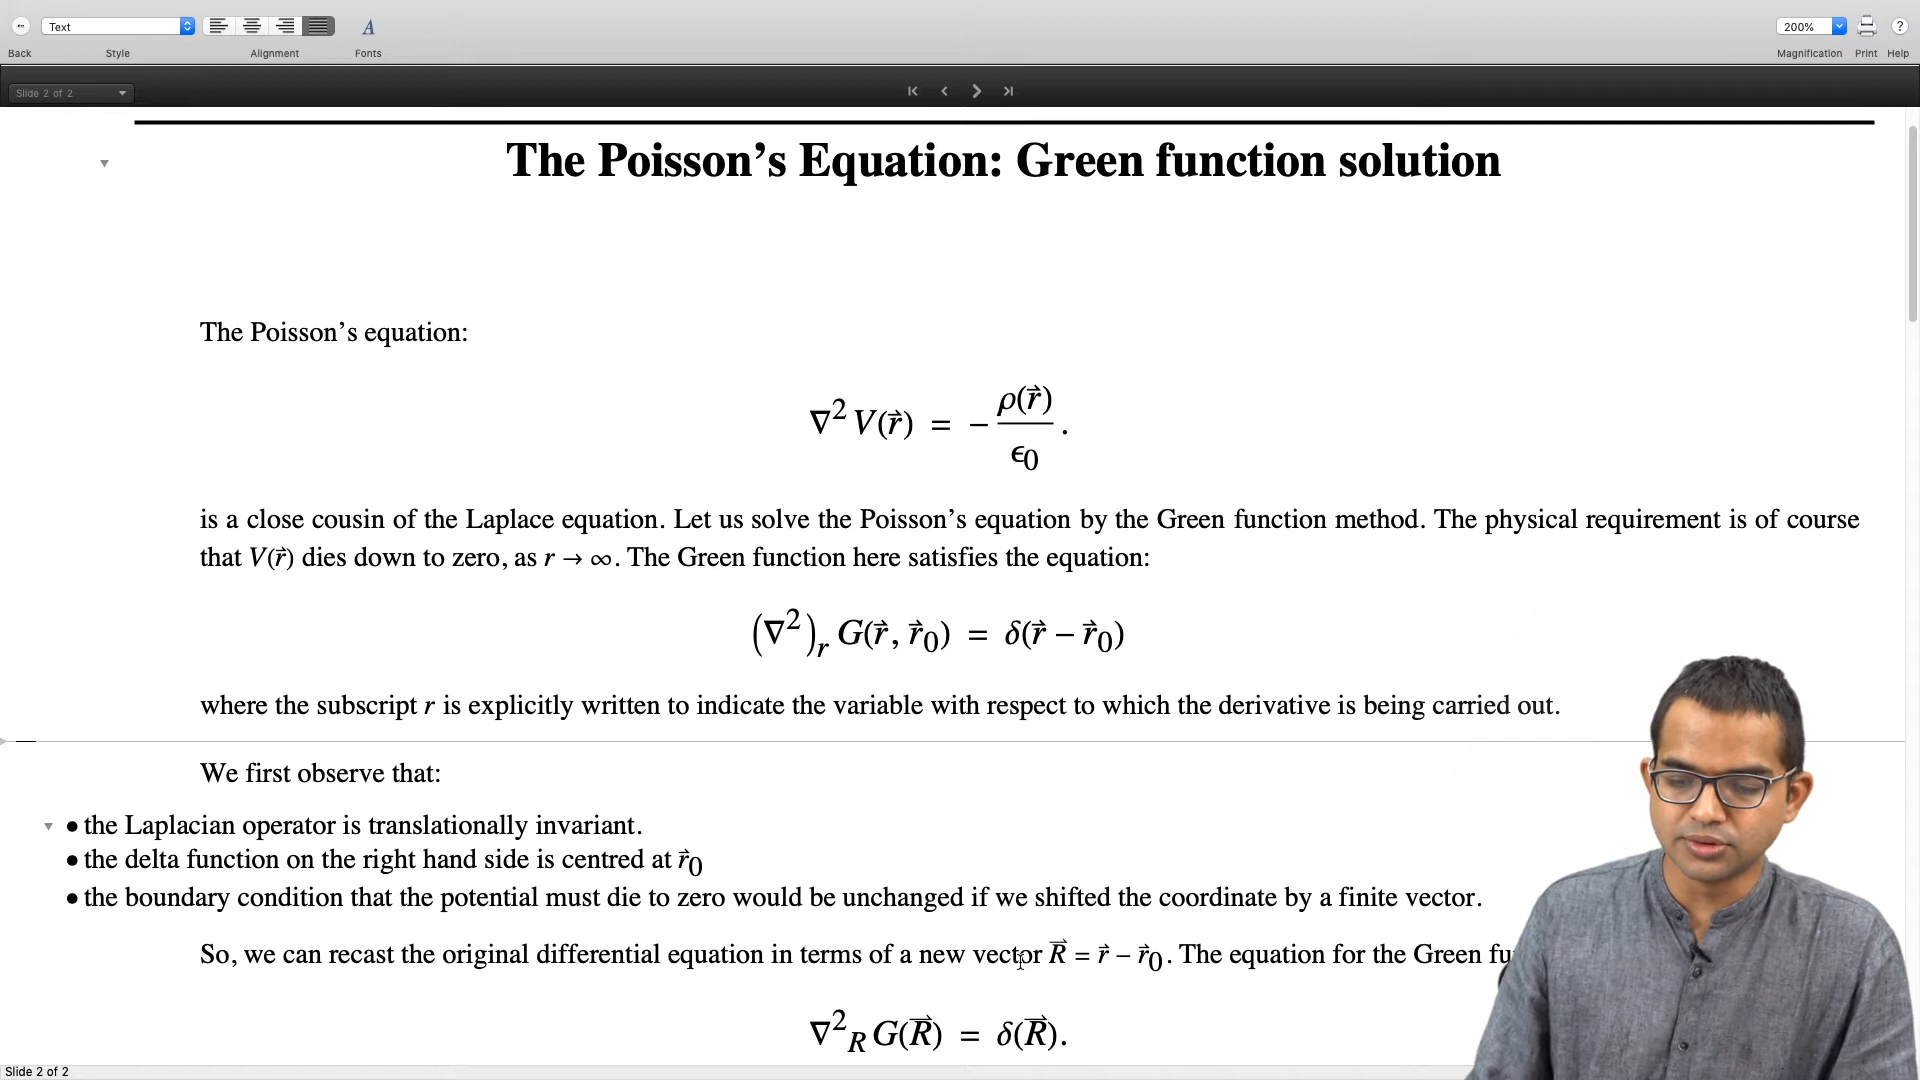 Text
200%
Back
Style
Alignment
Fonts
Magnification
Print
Help
Slide 2 of 2
The Poisson’s Equation: Green function solution
The Poisson’s equation:
∇² V(r⃗) = − ρ(r⃗)/ϵ₀ .
is a close cousin of the Laplace equation. Let us solve the Poisson’s equation by the Green function method. The physical requirement is of course
that V(r⃗) dies down to zero, as r → ∞. The Green function here satisfies the equation:
(∇²)ᵣ G(r⃗, r⃗₀) = δ(r⃗ − r⃗₀)
where the subscript r is explicitly written to indicate the variable with respect to which the derivative is being carried out.
We first observe that:
• the Laplacian operator is translationally invariant.
• the delta function on the right hand side is centred at r⃗₀
• the boundary condition that the potential must die to zero would be unchanged if we shifted the coordinate by a finite vector.
So, we can recast the original differential equation in terms of a new vector R⃗ = r⃗ − r⃗₀. The equation for the Green
∇²_R G(R⃗) = δ(R⃗).
Slide 2 of 2